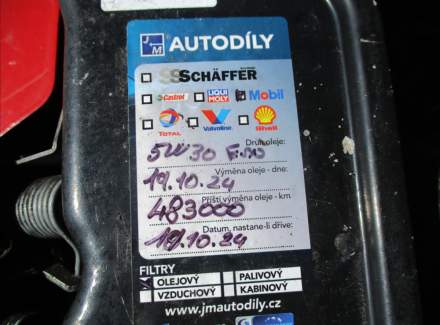 JM AUTODÍLY
SCHÄFFER
Castrol LIQUI MOLY Mobil
TOTAL Valvoline Shell
Druh oleje:
5W30
Výměna oleje - dne:
19.10.24
Příští výměna oleje - km
483000
Datum, nastane-li dříve:
19.10.24
FILTRY
OLEJOVÝ PALIVOVÝ
VZDUCHOVÝ KABINOVÝ
www.jmautodily.cz